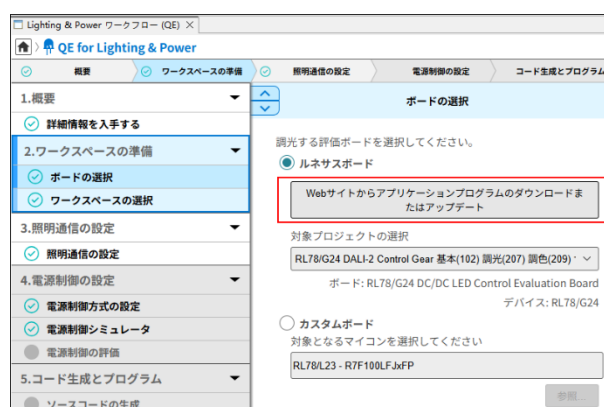 Lighting & Power ワークフロー (QE)
QE for Lighting & Power
概要
ワークスペースの準備
照明通信の設定
電源制御の設定
コード生成とプログラム
1.概要
詳細情報を入手する
2.ワークスペースの準備
ボードの選択
ワークスペースの選択
3.照明通信の設定
照明通信の設定
4.電源制御の設定
電源制御方式の設定
電源制御シミュレータ
電源制御の評価
5.コード生成とプログラム
ソースコードの生成
ボードの選択
調光する評価ボードを選択してください。
ルネサスボード
Webサイトからアプリケーションプログラムのダウンロードま
たはアップデート
対象プロジェクトの選択
RL78/G24 DALI-2 Control Gear 基本(102) 調光(207) 調色(209)
ボード: RL78/G24 DC/DC LED Control Evaluation Board
デバイス: RL78/G24
カスタムボード
対象となるマイコンを選択してください
RL78/L23 - R7F100LFJxFP
参照...